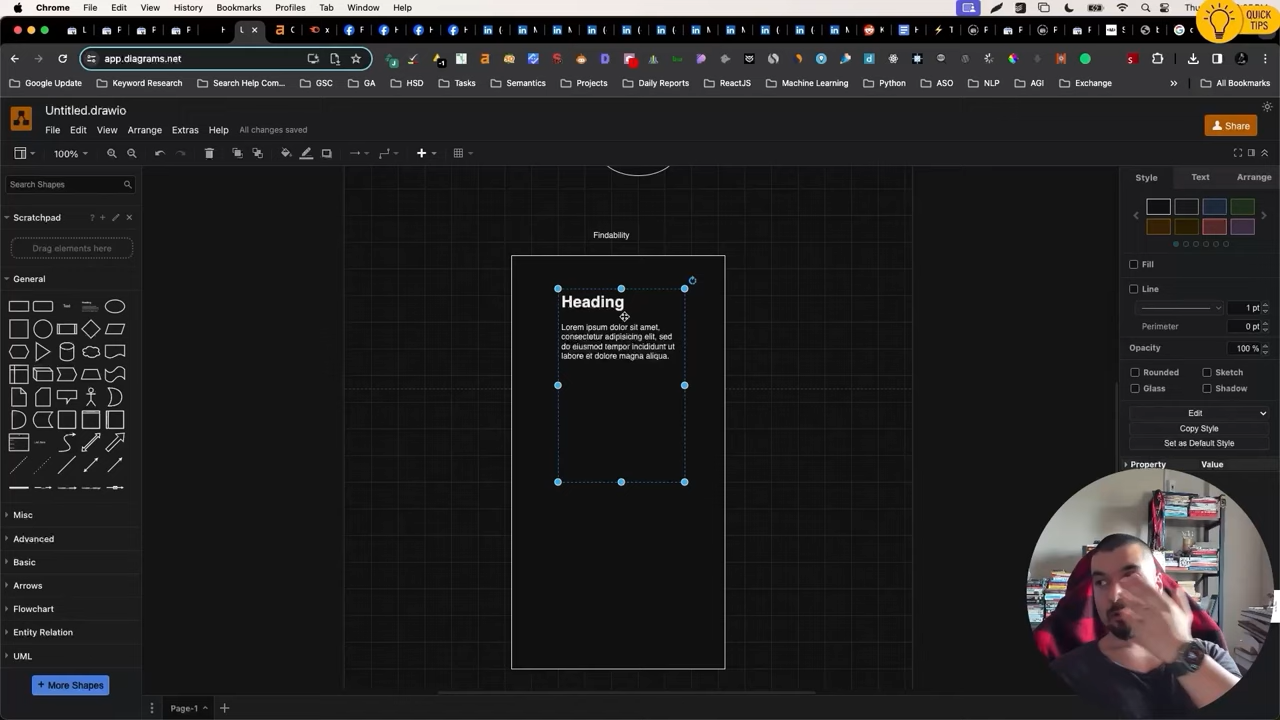 Chrome File Edit View History Bookmarks Profiles Tab Window Help
QUICK
TIPS
app.diagrams.net
Google Update Keyword Research Search Help Com... GSC GA HSD Tasks Semantics Projects Daily Reports ReactJS Machine Learning Python ASO NLP AGI Exchange » All Bookmarks
Untitled.drawio
File Edit View Arrange Extras Help All changes saved
Share
100%
Search Shapes
Scratchpad
Drag elements here
General
Text
Heading
Misc
Advanced
Basic
Arrows
Flowchart
Entity Relation
UML
+ More Shapes
Findability
Heading
Lorem ipsum dolor sit amet,
consectetur adipisicing elit, sed
do eiusmod tempor incididunt ut
labore et dolore magna aliqua.
Style Text Arrange
Fill
Line
1 pt
Perimeter 0 pt
Opacity 100 %
Rounded Sketch
Glass Shadow
Edit
Copy Style
Set as Default Style
Property Value
Page-1